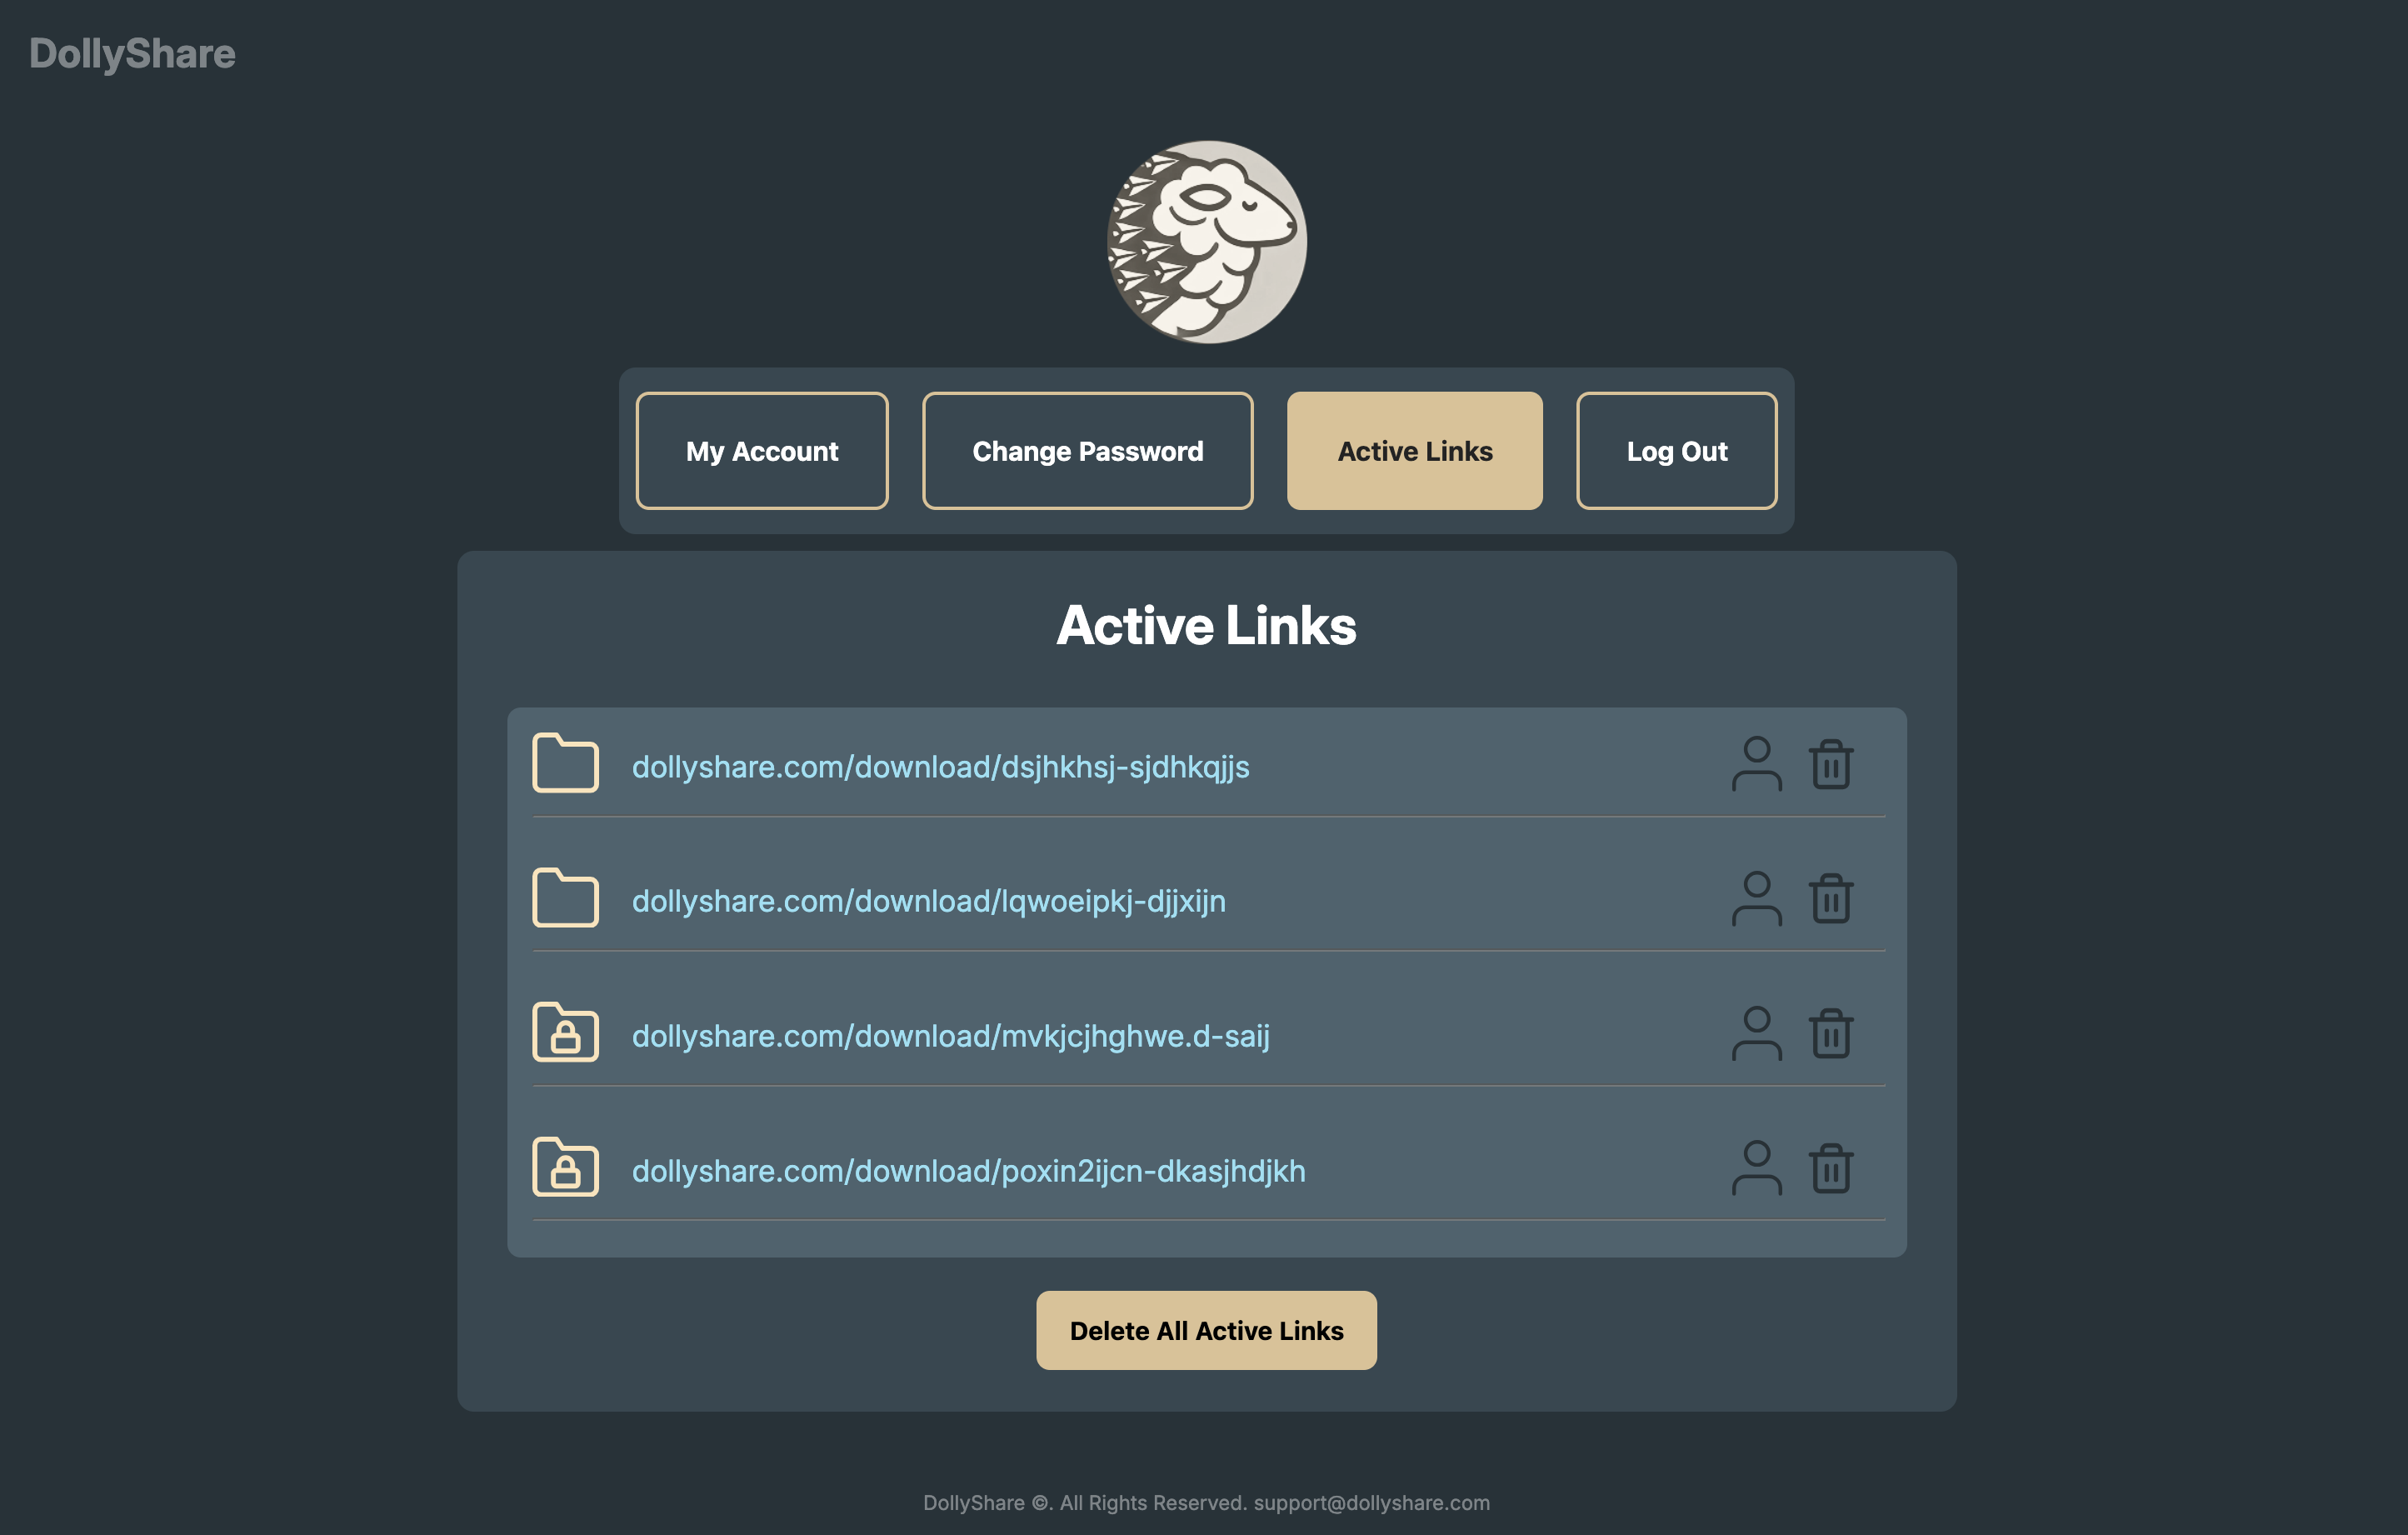 DollyShare
My Account
Change Password
Active Links
Log Out
Active Links
dollyshare.com/download/dsjhkhsj-sjdhkqjjs
dollyshare.com/download/lqwoeipkj-djjxijn
dollyshare.com/download/mvkjcjhghwe.d-saij
dollyshare.com/download/poxin2ijcn-dkasjhdjkh
Delete All Active Links
DollyShare ©. All Rights Reserved. support@dollyshare.com